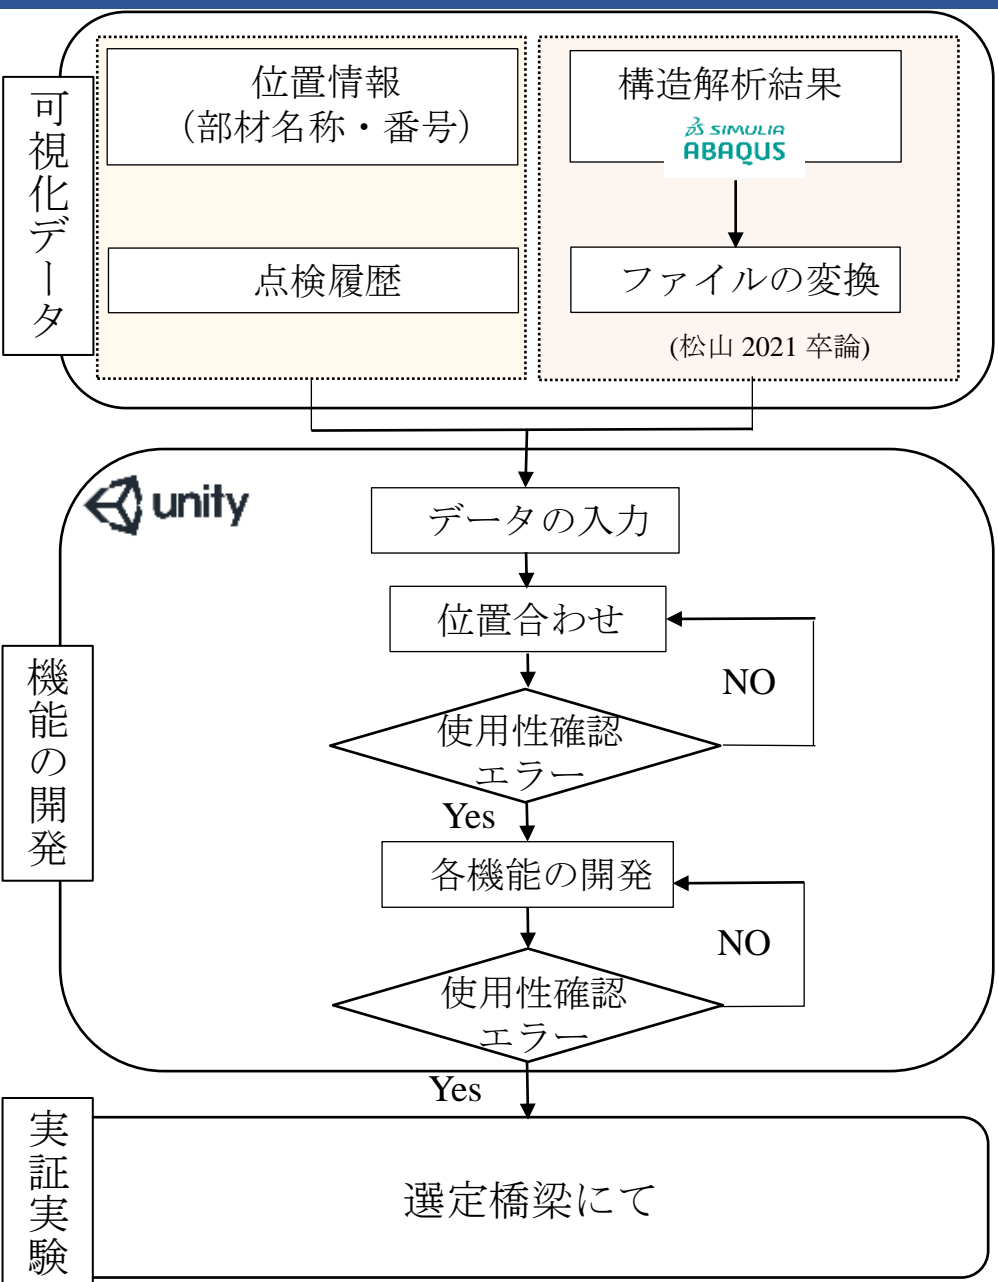 可視化データ
位置情報
（部材名称・番号）
点検履歴
構造解析結果
SIMULIA
ABAQUS
ファイルの変換
(松山 2021 卒論)
機能の開発
unity
データの入力
位置合わせ
NO
使用性確認
エラー
Yes
各機能の開発
NO
使用性確認
エラー
Yes
実証実験
選定橋梁にて